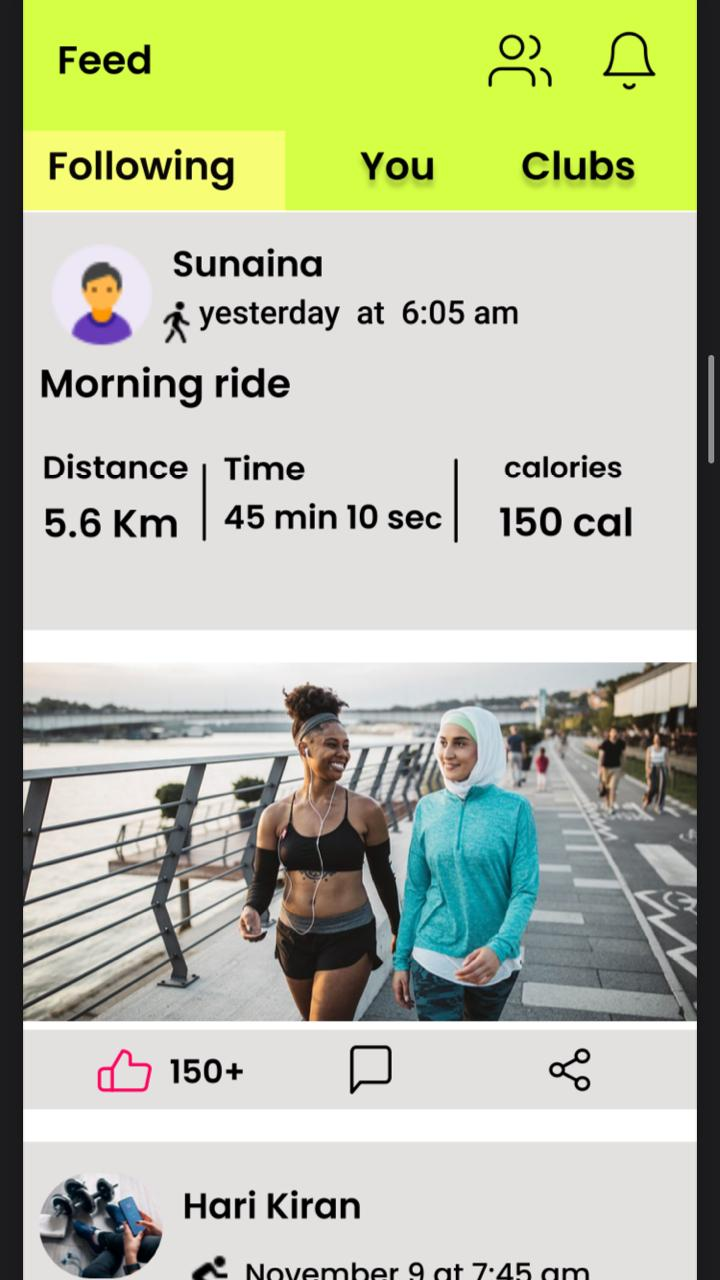 Feed
Following You Clubs
Sunaina
yesterday at 6:05 am
Morning ride
Distance Time calories
5.6 Km 45 min 10 sec 150 cal
150+
Hari Kiran
November 9 at 7:45 am